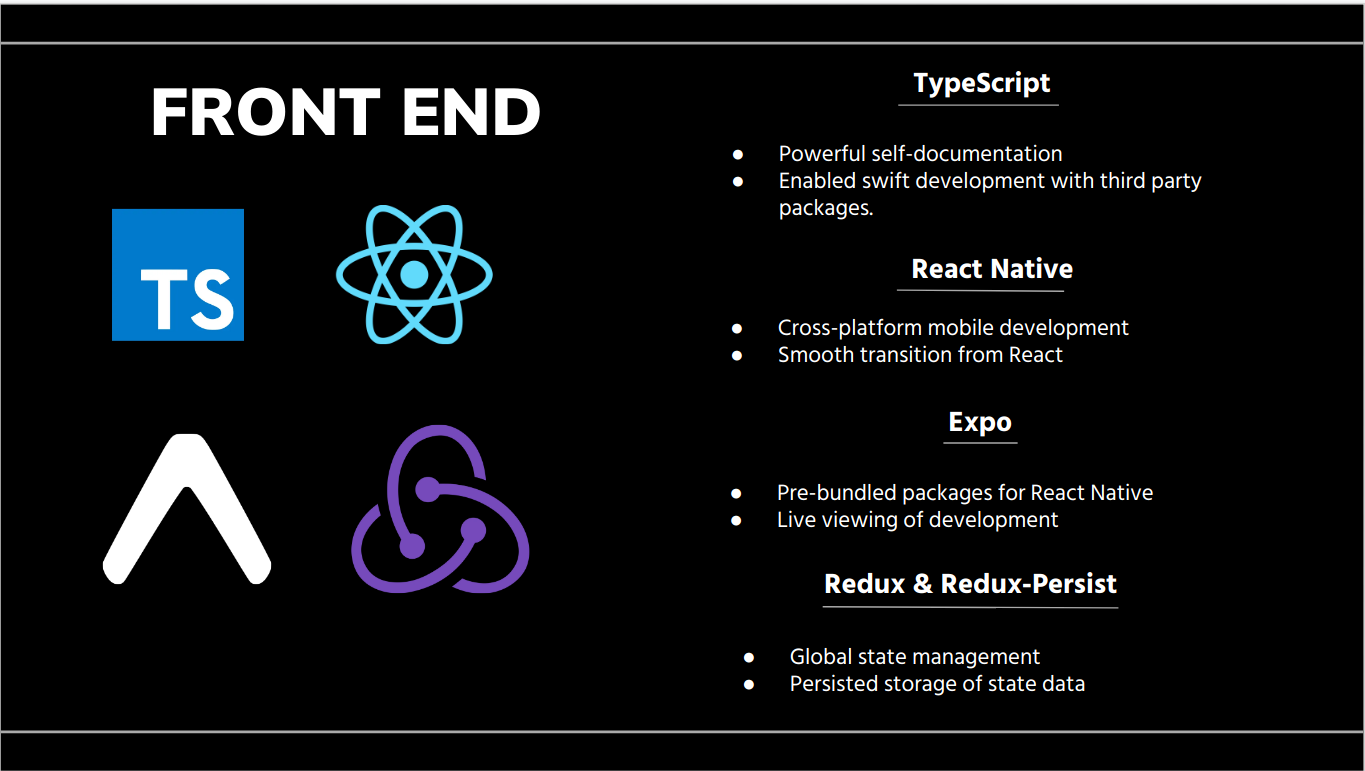 FRONT END
TS
TypeScript
● Powerful self-documentation
● Enabled swift development with third party
packages.
React Native
● Cross-platform mobile development
● Smooth transition from React
Expo
● Pre-bundled packages for React Native
● Live viewing of development
Redux & Redux-Persist
● Global state management
● Persisted storage of state data